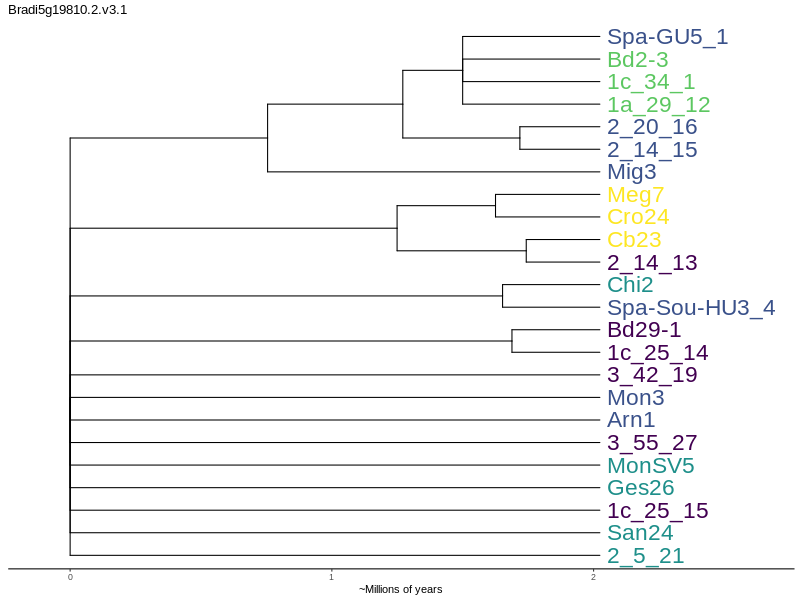 Bradi5g19810.2.v3.1
Spa-GU5_1
Bd2-3
1c_34_1
1a_29_12
2_20_16
2_14_15
Mig3
Meg7
Cro24
Cb23
2_14_13
Chi2
Spa-Sou-HU3_4
Bd29-1
1c_25_14
3_42_19
Mon3
Arn1
3_55_27
MonSV5
Ges26
1c_25_15
San24
2_5_21
0 1 2
~Millions of years